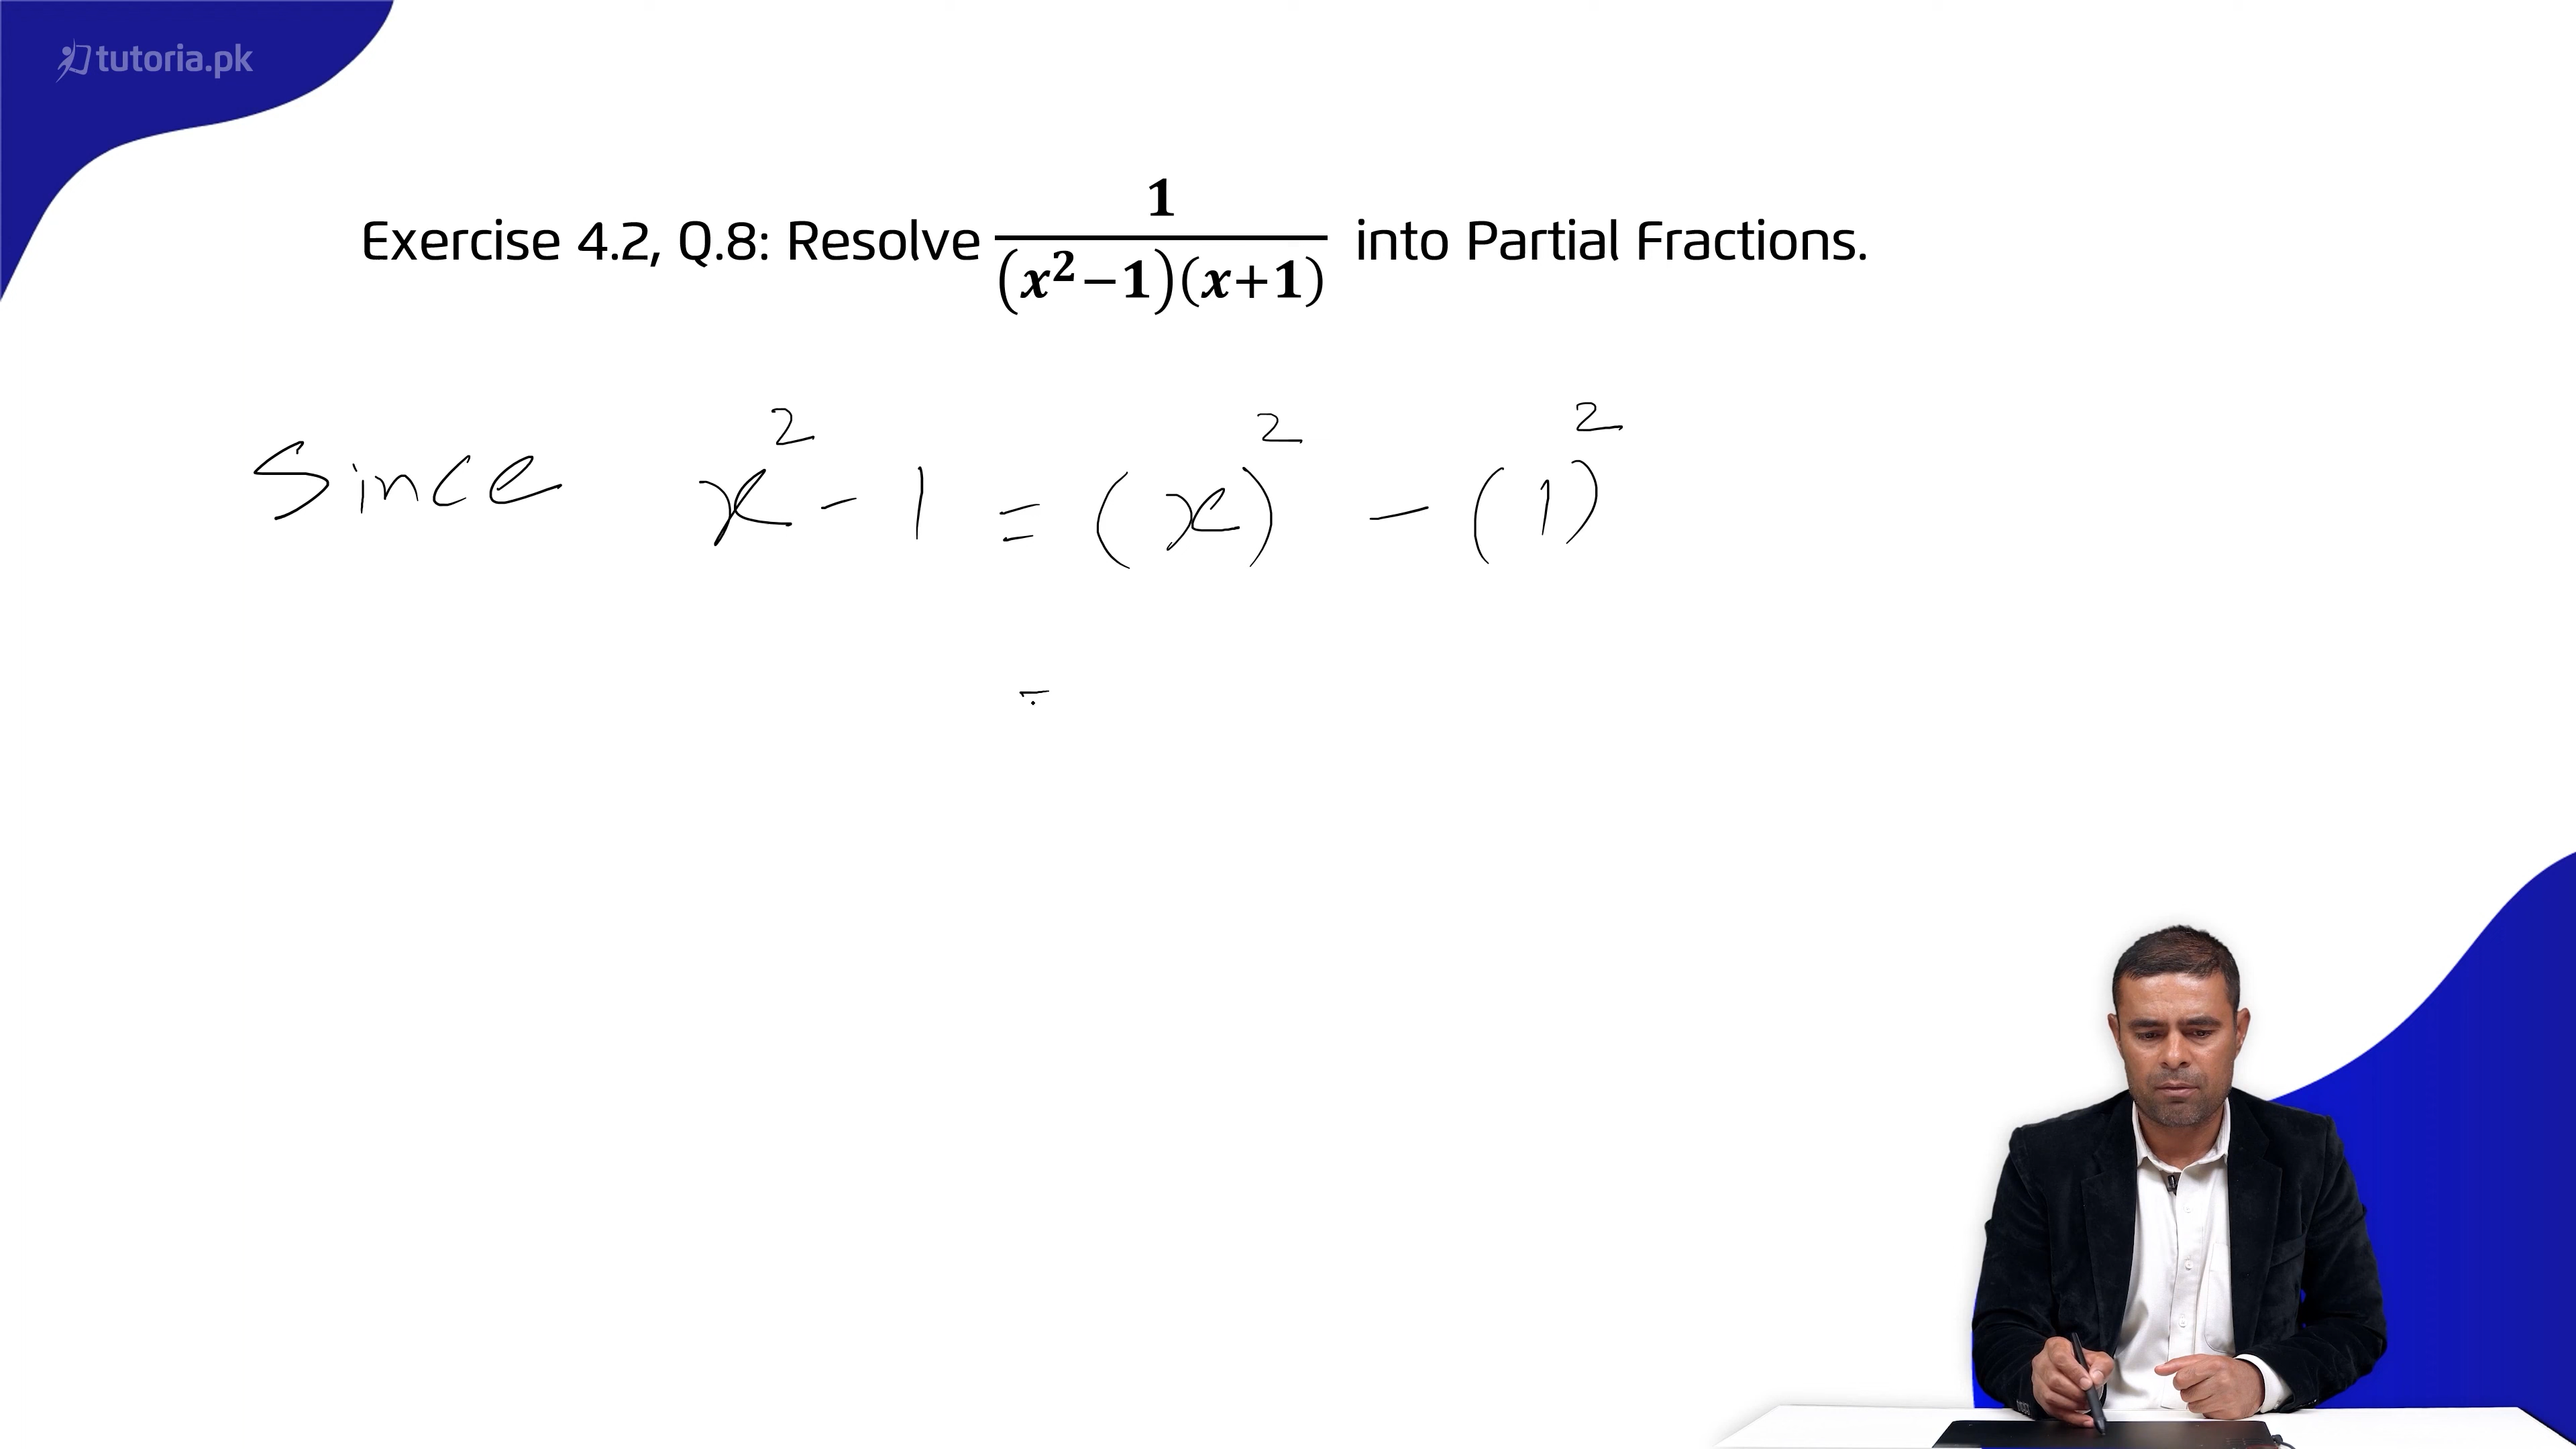 tutoria.pk
Exercise 4.2, Q.8: Resolve 1/((x²−1)(x+1)) into Partial Fractions.
Since x² - 1 = (x)² - (1)²
=